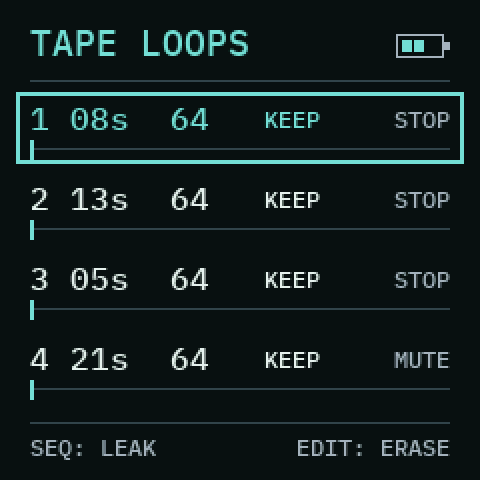 TAPE LOOPS
1 08s 64 KEEP STOP
2 13s 64 KEEP STOP
3 05s 64 KEEP STOP
4 21s 64 KEEP MUTE
SEQ: LEAK EDIT: ERASE